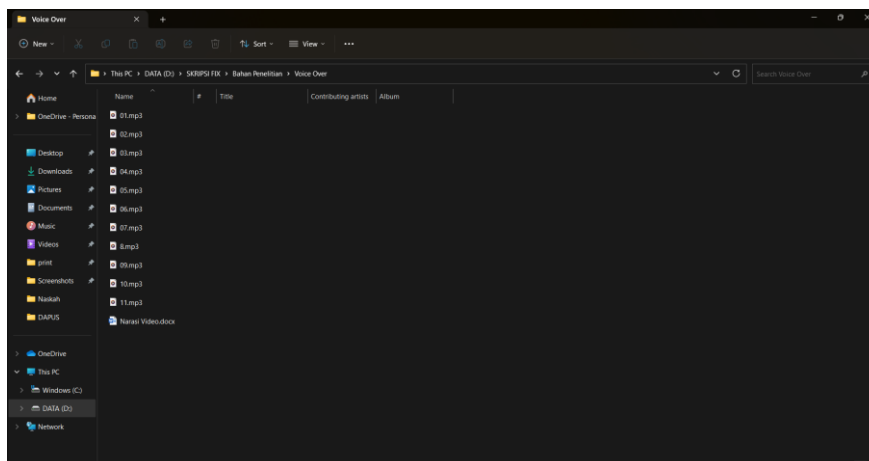 Voice Over
New
Sort
View
This PC
DATA (D:)
SKRIPSI FIX
Bahan Penelitian
Voice Over
Search Voice Over
Home
OneDrive - Persona
Desktop
Downloads
Pictures
Documents
Music
Videos
print
Screenshots
Naskah
DAPUS
OneDrive
This PC
Windows (C:)
DATA (D:)
Network
Name
#
Title
Contributing artists
Album
01.mp3
02.mp3
03.mp3
04.mp3
05.mp3
06.mp3
07.mp3
8.mp3
09.mp3
10.mp3
11.mp3
Narasi Video.docx